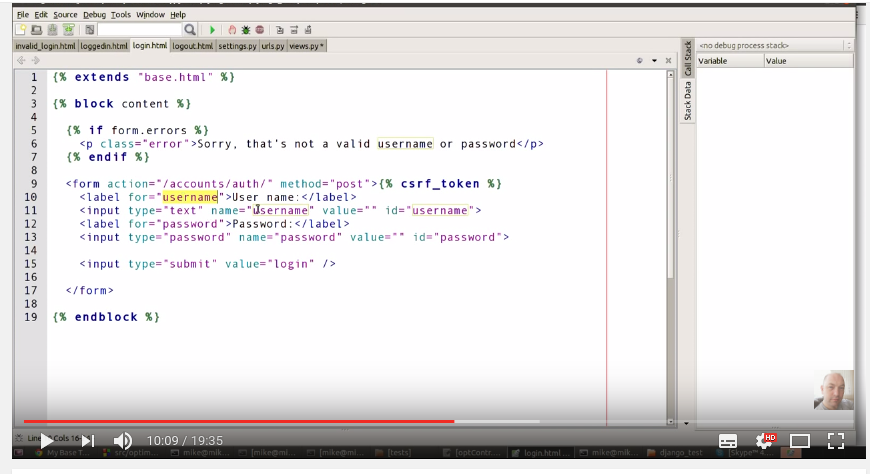 File Edit Source Debug Tools Window Help
invalid_login.html loggedin.html login.html logout.html settings.py urls.py views.py*
1 {% extends "base.html" %}
2
3 {% block content %}
4
5 {% if form.errors %}
6 <p class="error">Sorry, that's not a valid username or password</p>
7 {% endif %}
8
9 <form action="/accounts/auth/" method="post">{% csrf_token %}
10 <label for="username">User name:</label>
11 <input type="text" name="username" value="" id="username">
12 <label for="password">Password:</label>
13 <input type="password" name="password" value="" id="password">
14
15 <input type="submit" value="login" />
16
17 </form>
18
19 {% endblock %}
Call Stack
Stack Data
<no debug process stack>
Variable Value
Line 9 Cols 16-
10:09 / 19:35
HD
My Base T... src/optim... mike@mik... [mike@mi... [mike@mi... [tests] [optContr... login.html ... mike@mik... django_test [Skype™ 4...